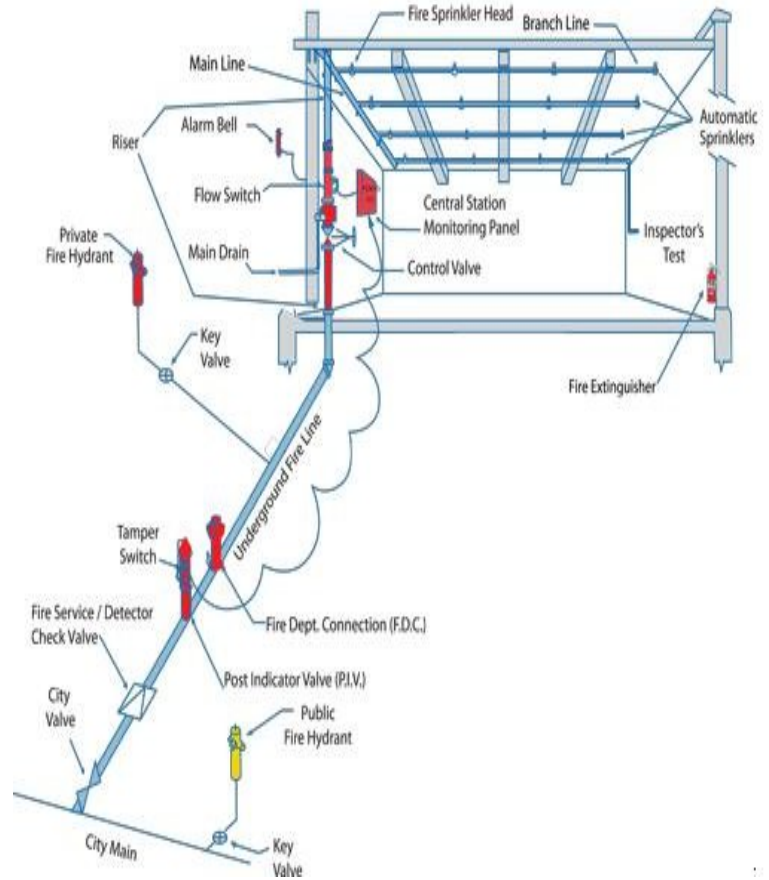 Fire Sprinkler Head
Branch Line
Main Line
Automatic
Sprinklers
Alarm Bell
Riser
Flow Switch
Central Station
Monitoring Panel
Inspector's
Test
Private
Fire Hydrant
Main Drain
Control Valve
Key
Valve
Fire Extinguisher
Underground Fire Line
Tamper
Switch
Fire Service / Detector
Check Valve
Fire Dept. Connection (F.D.C.)
Post Indicator Valve (P.I.V.)
City
Valve
Public
Fire Hydrant
City Main
Key
Valve